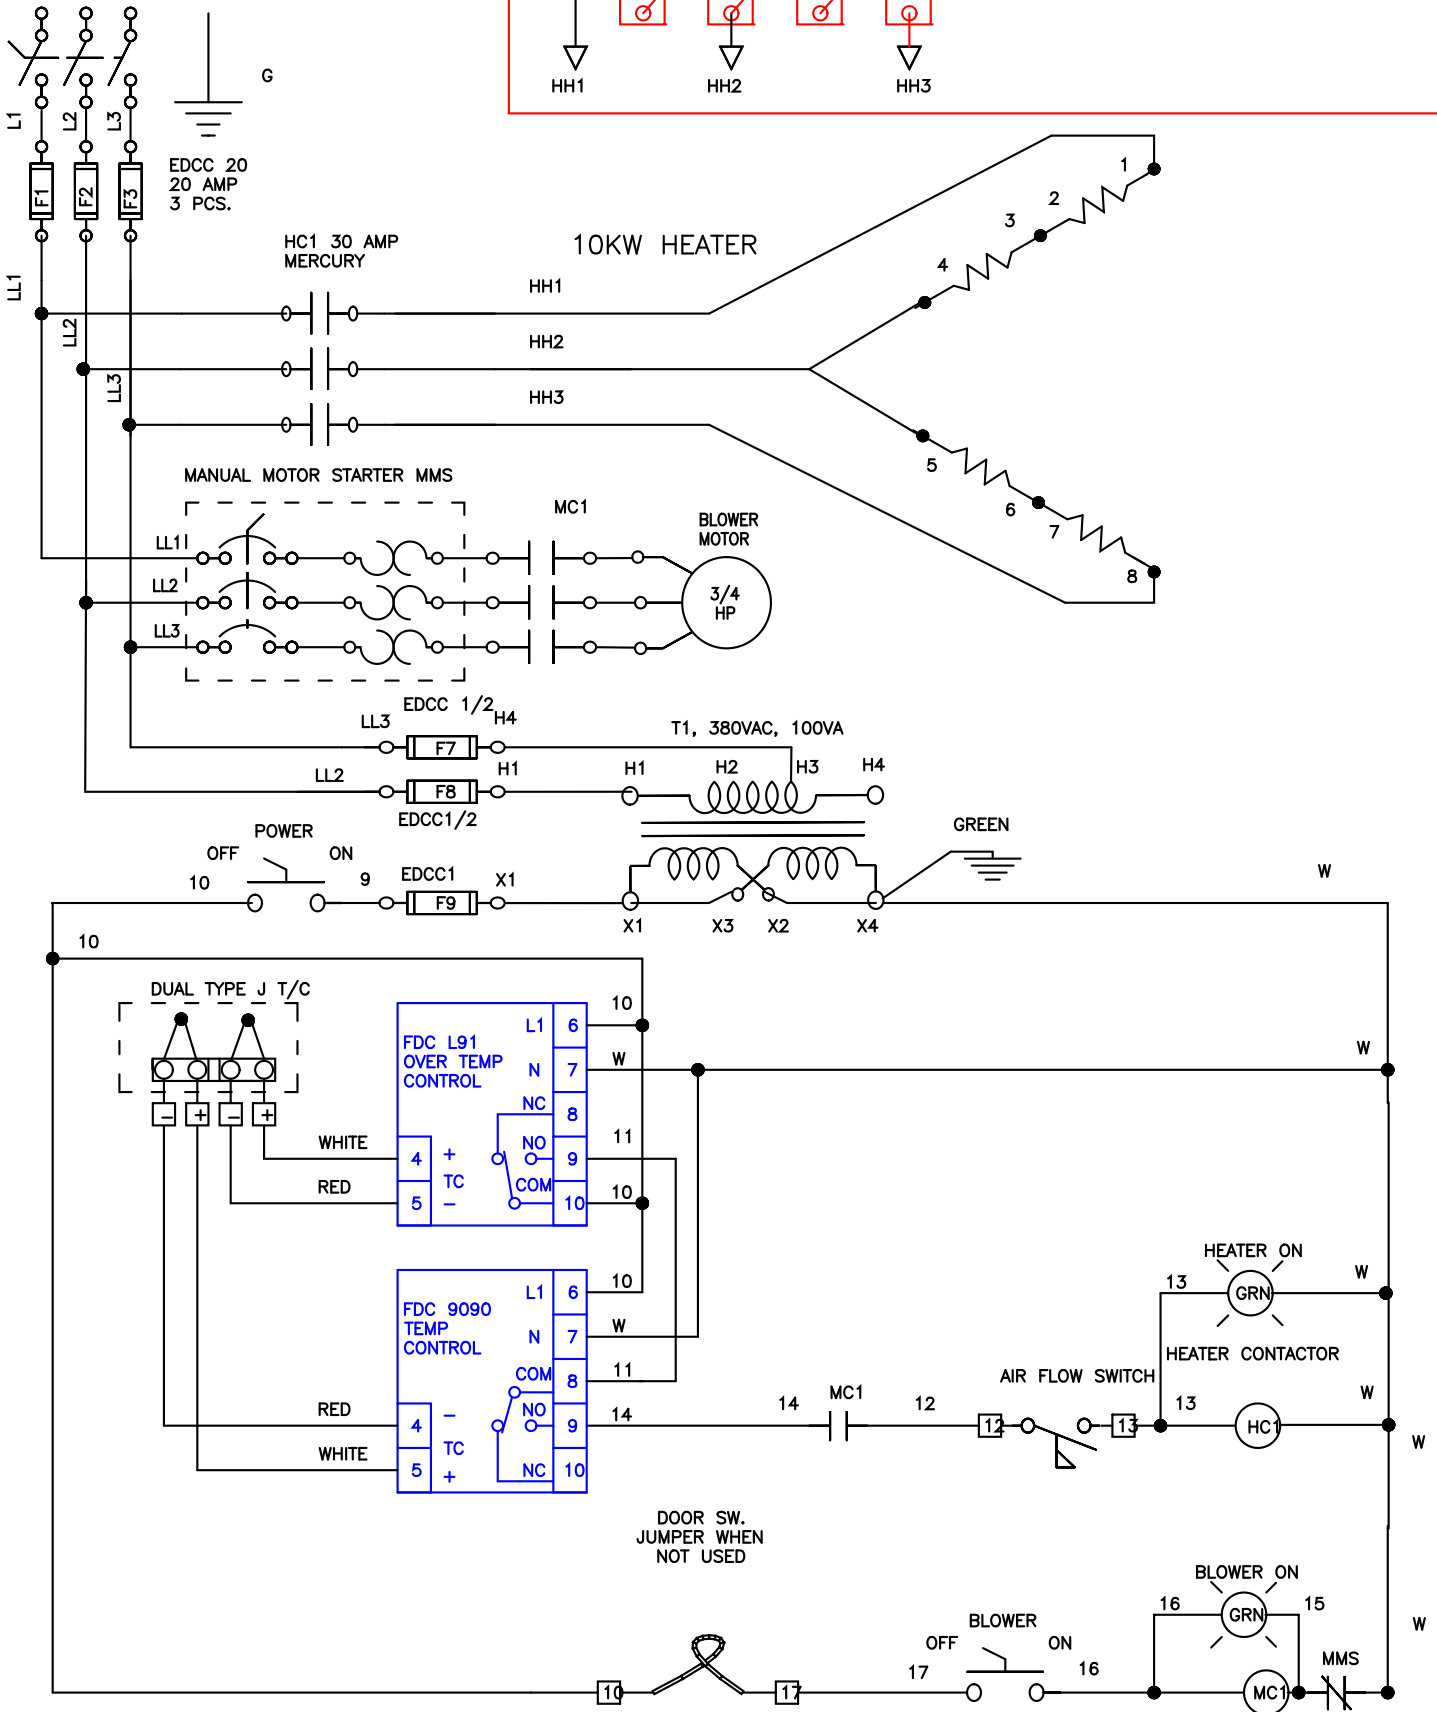 HH1
HH2
HH3
G
L1
L2
L3
EDCC 20
20 AMP
3 PCS.
F1
F2
F3
1
2
3
4
HC1 30 AMP
MERCURY
10KW HEATER
LL1
HH1
LL2
HH2
LL3
HH3
5
6
7
8
MANUAL MOTOR STARTER MMS
MC1
BLOWER
MOTOR
LL1
LL2
LL3
3/4
HP
EDCC 1/2
LL3
H4
F7
T1, 380VAC, 100VA
LL2
H1
F8
EDCC1/2
H1
H2
H3
H4
POWER
OFF
ON
GREEN
10
9
EDCC1
X1
F9
W
X1
X3
X2
X4
10
DUAL TYPE J T/C
FDC L91
OVER TEMP
CONTROL
L1
6
10
N
7
W
W
NC
8
- + - +
NO
9
11
WHITE
4
+
TC
COM
10
10
RED
5
-
FDC 9090
TEMP
CONTROL
L1
6
10
N
7
W
COM
8
11
RED
4
-
TC
NO
9
14
WHITE
5
+
NC
10
HEATER ON
13
GRN
W
HEATER CONTACTOR
AIR FLOW SWITCH
14
MC1
12
12
13
13
HC1
W
W
DOOR SW.
JUMPER WHEN
NOT USED
BLOWER ON
16
GRN
15
W
BLOWER
OFF
ON
10
17
17
16
MC1
MMS